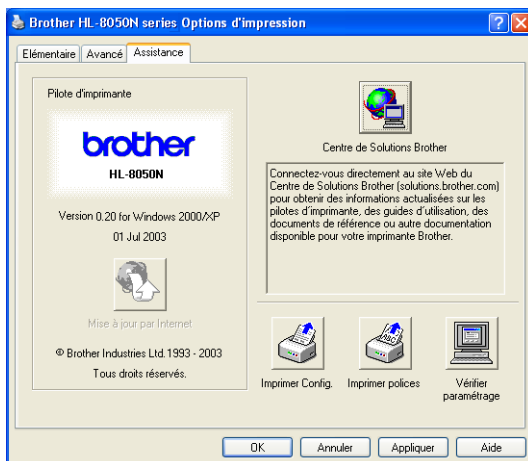 Brother HL-8050N series Options d'impression
Elémentaire
Avancé
Assistance
Pilote d'imprimante
brother
HL-8050N
Version 0.20 for Windows 2000/XP
01 Jul 2003
Mise à jour par Internet
© Brother Industries Ltd. 1993 - 2003
Tous droits réservés.
Centre de Solutions Brother
Connectez-vous directement au site Web du
Centre de Solutions Brother (solutions.brother.com)
pour obtenir des informations actualisées sur les
pilotes d'imprimante, des guides d'utilisation, des
documents de référence ou autre documentation
disponible pour votre imprimante Brother.
ABC
Imprimer Config.
Imprimer polices
Vérifier
paramétrage
OK
Annuler
Appliquer
Aide